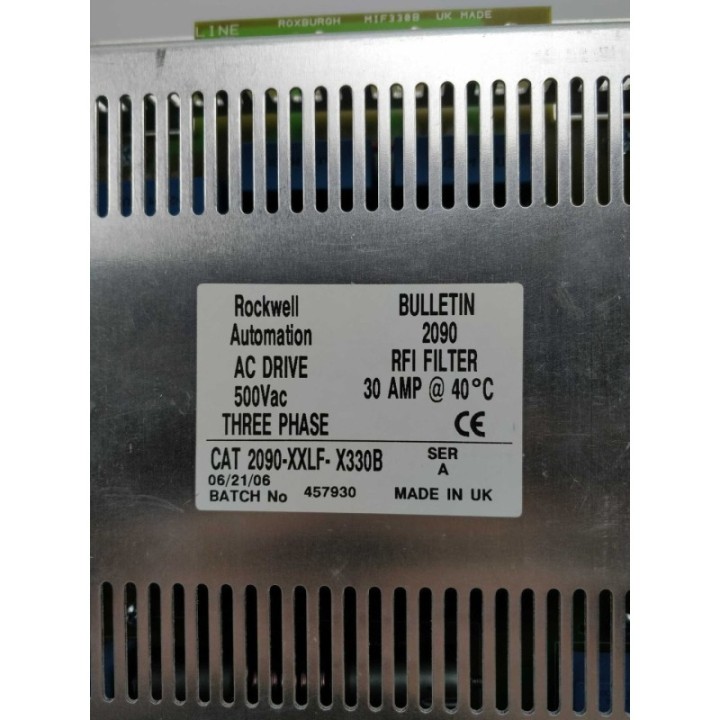 LINE ROXBURGH MIF330B UK MADE
Rockwell
Automation
AC DRIVE
500Vac
THREE PHASE
BULLETIN
2090
RFI FILTER
30 AMP @ 40°C
CE
CAT 2090-XXLF- X330B
SER
A
06/21/06
BATCH No 457930
MADE IN UK